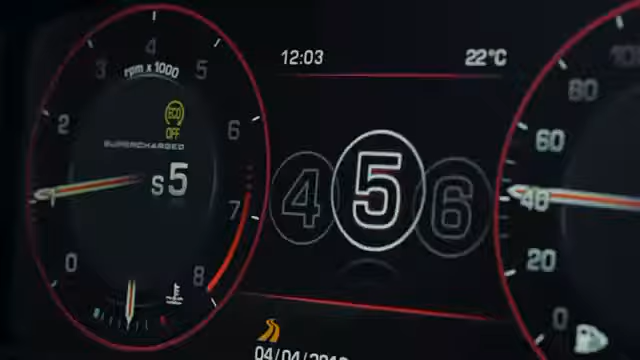 12:03 22°C
4
3 5
rpm x 1000
ECO
OFF
2 6
SUPERCHARGED
S5
1 7
0 8
4 5 6
80
60
40
20
0